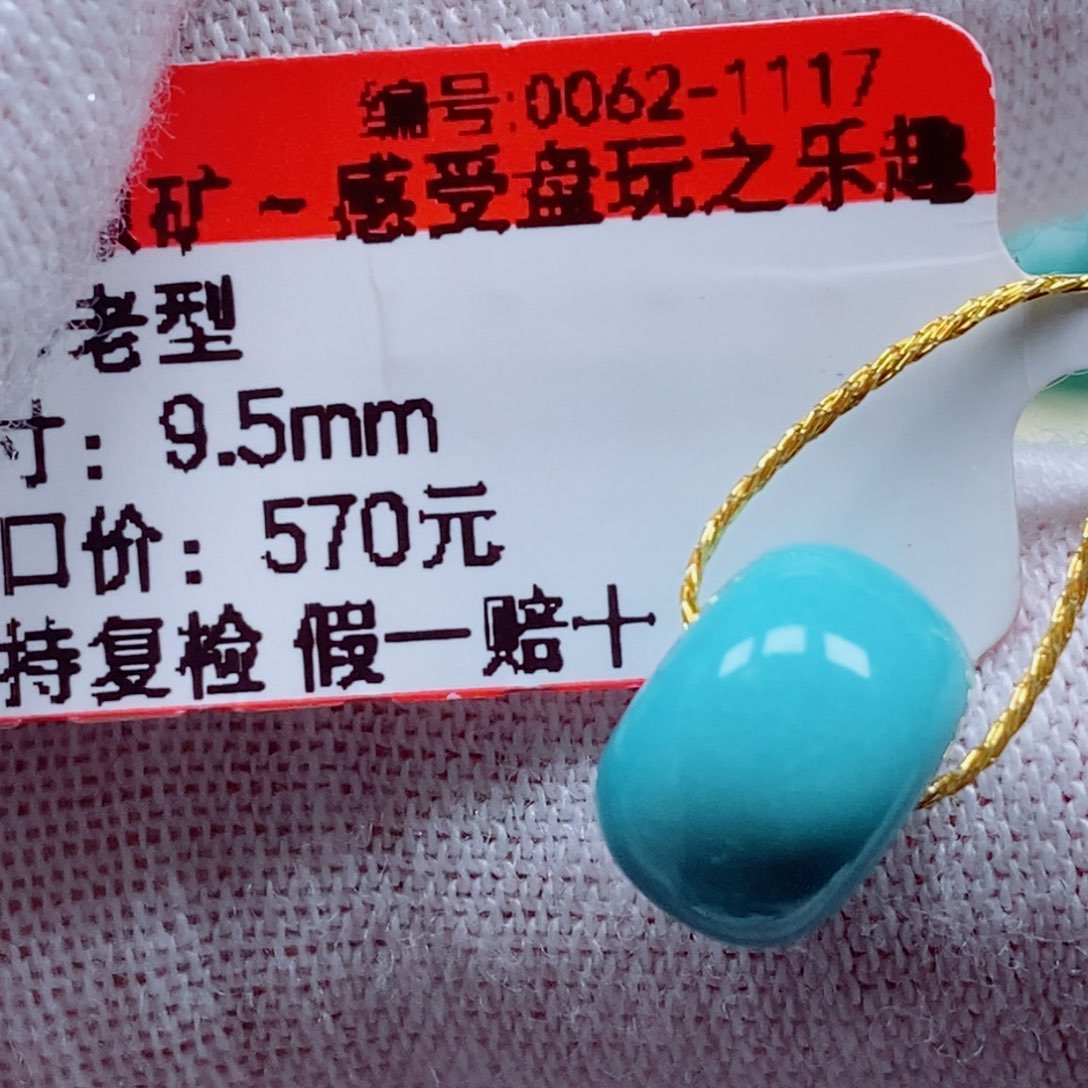 编号:0062-1117
矿~感受盘玩之乐趣
老型
寸：9.5mm
口价：570元
持复检 假一赔十